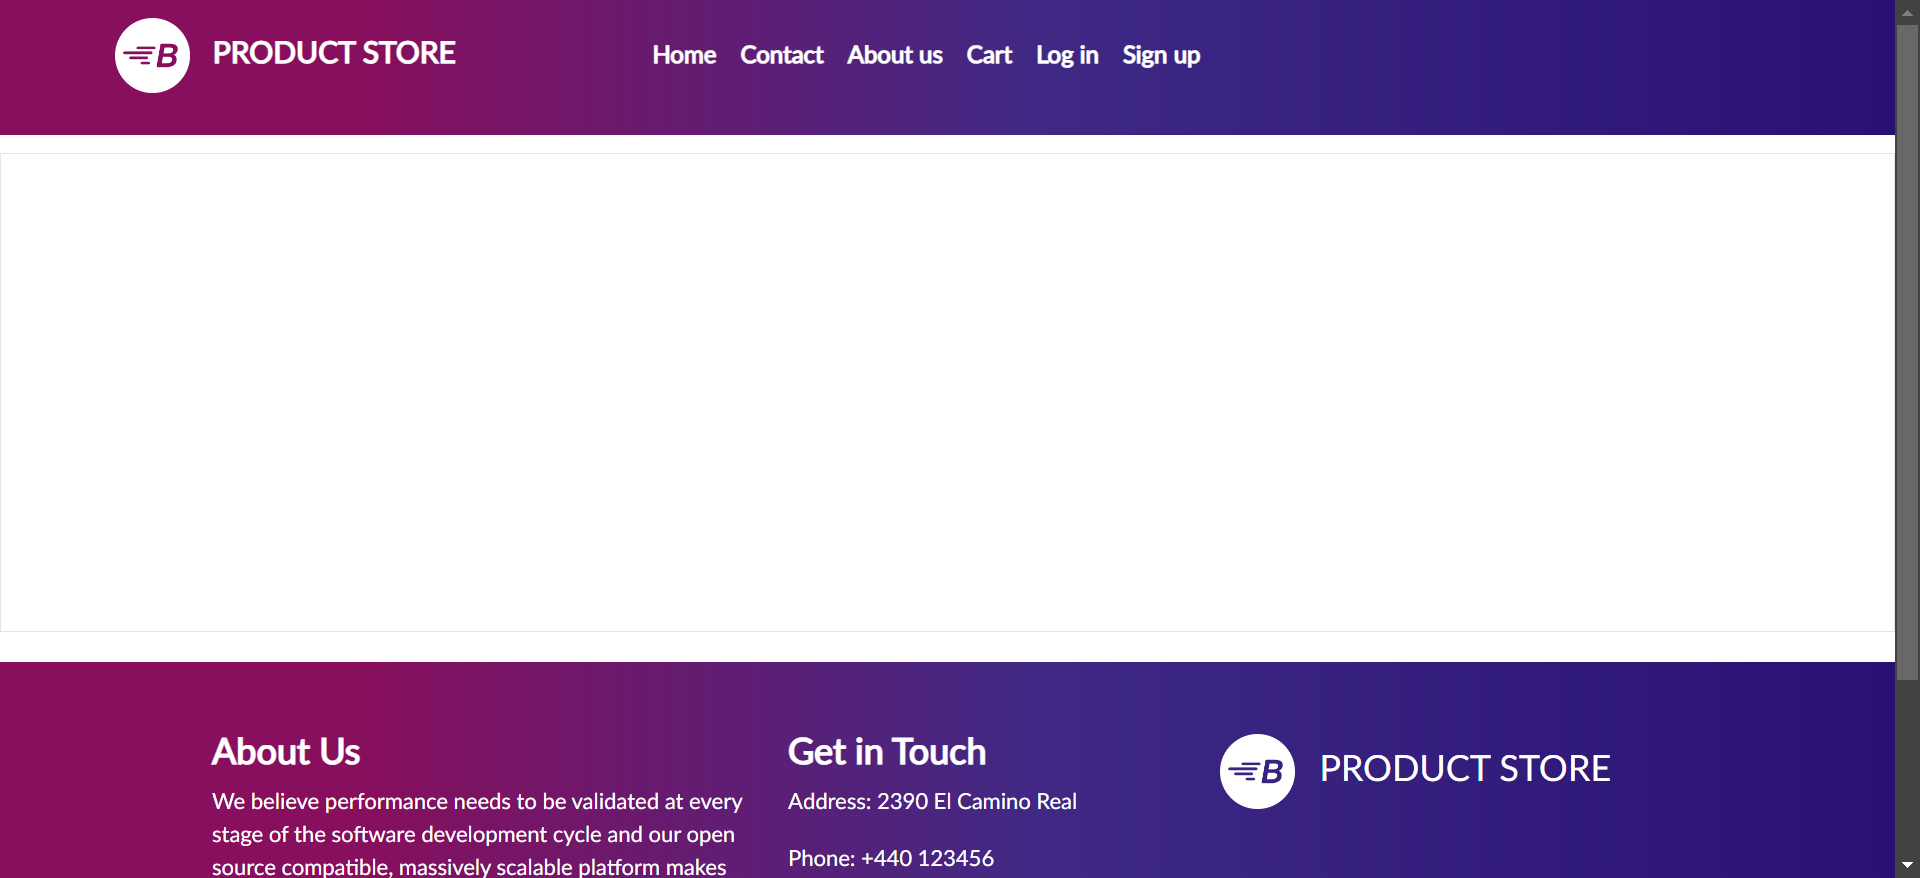 B PRODUCT STORE
Home Contact About us Cart Log in Sign up
About Us
We believe performance needs to be validated at every
stage of the software development cycle and our open
source compatible, massively scalable platform makes
Get in Touch
Address: 2390 El Camino Real
Phone: +440 123456
B PRODUCT STORE